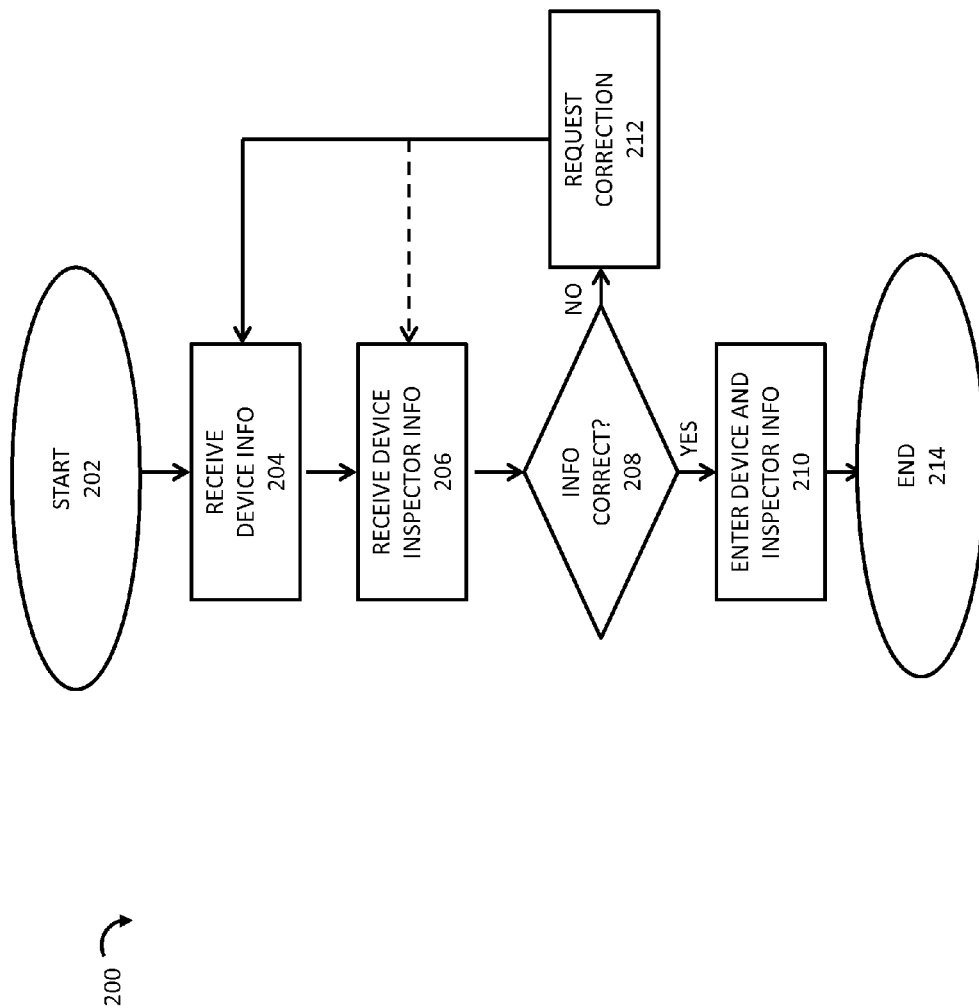 200
START
202
RECEIVE
DEVICE INFO
204
RECEIVE DEVICE
INSPECTOR INFO
206
INFO
CORRECT?
208
NO
REQUEST
CORRECTION
212
YES
ENTER DEVICE AND
INSPECTOR INFO
210
END
214